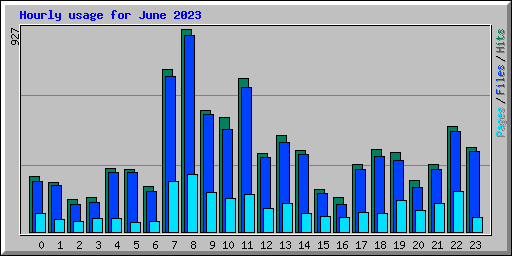 Hourly usage for June 2023
927
Pages / Files / Hits
0 1 2 3 4 5 6 7 8 9 10 11 12 13 14 15 16 17 18 19 20 21 22 23